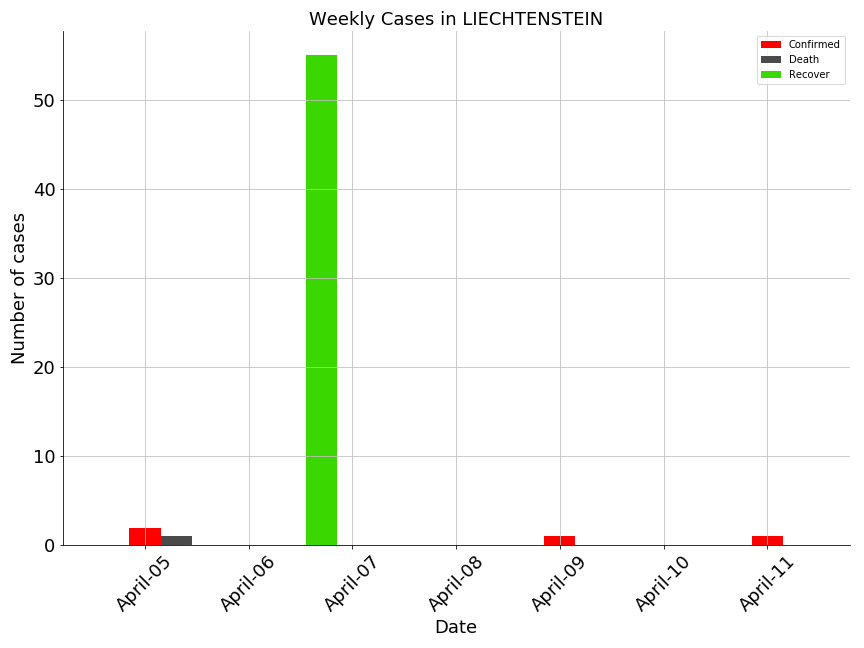 Weekly Cases in LIECHTENSTEIN
Confirmed
Death
Recover
Number of cases
50
40
30
20
10
0
April-05
April-06
April-07
April-08
April-09
April-10
April-11
Date